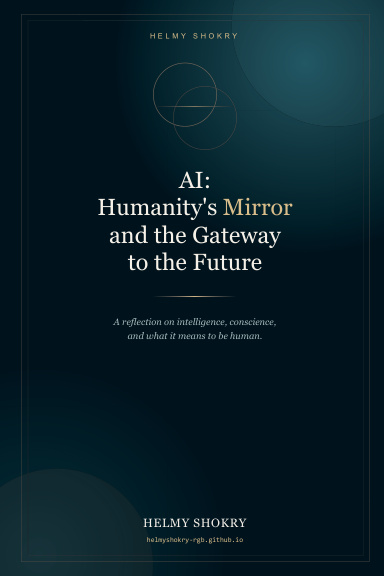 HELMY SHOKRY
AI:
Humanity's Mirror
and the Gateway
to the Future
A reflection on intelligence, conscience,
and what it means to be human.
HELMY SHOKRY
helmyshokry-rgb.github.io